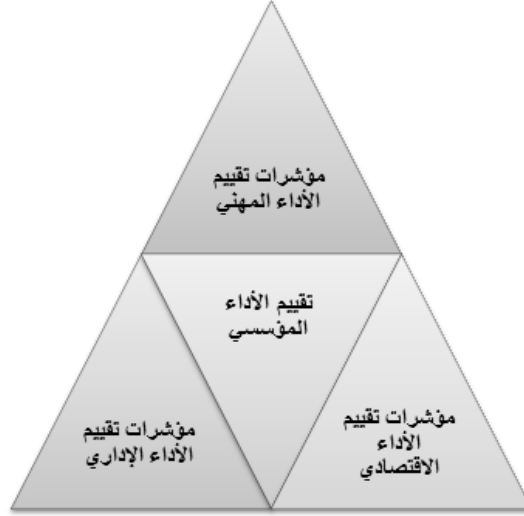 مؤشرات تقييم
الأداء المهني
تقييم الأداء
المؤسسي
مؤشرات تقييم
الأداء
الاقتصادي
مؤشرات تقييم
الأداء الإداري